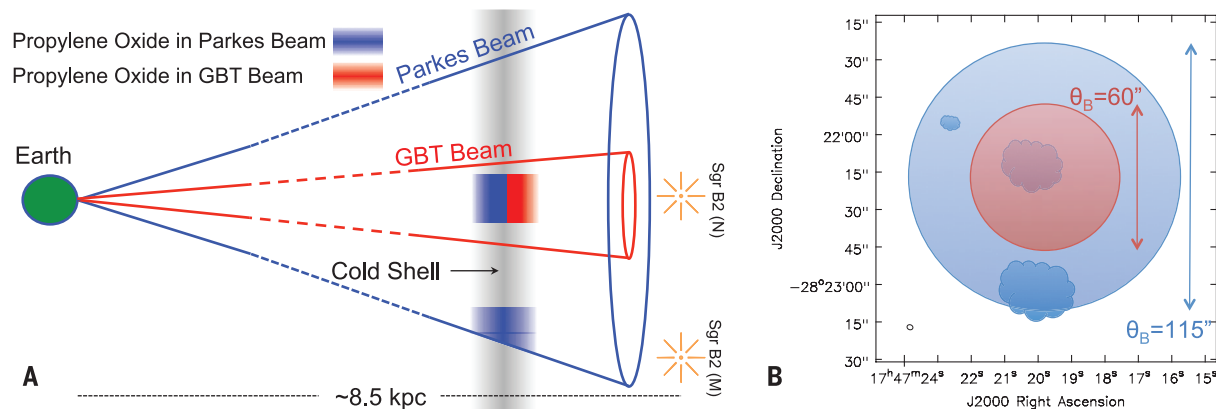 Propylene Oxide in Parkes Beam
Propylene Oxide in GBT Beam
Parkes Beam
Earth
GBT Beam
Sgr B2 (N)
Cold Shell
Sgr B2 (M)
A
~8.5 kpc
15"
30"
45"
22'00"
15"
30"
45"
−28°23'00"
15"
30"
J2000 Declination
θB=60"
θB=115"
17ʰ47ᵐ24ˢ
22ˢ
21ˢ
20ˢ
19ˢ
18ˢ
17ˢ
16ˢ
15ˢ
J2000 Right Ascension
B